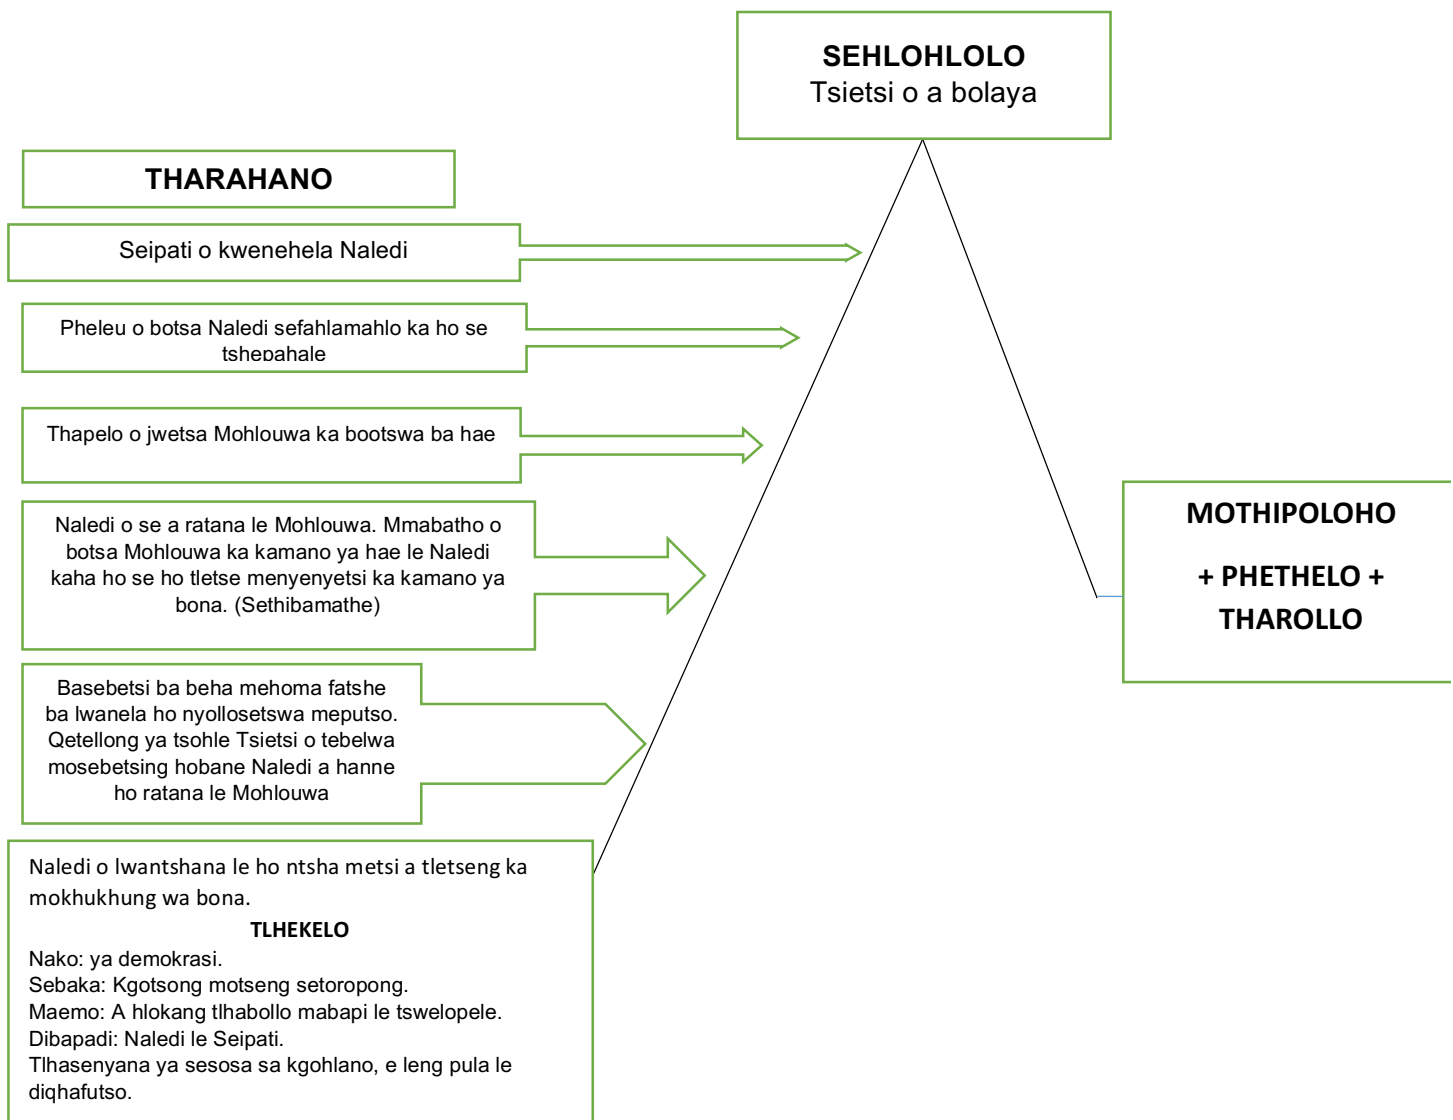 SEHLOHLOLO
Tsietsi o a bolaya
THARAHANO
Seipati o kwenehela Naledi
Pheleu o botsa Naledi sefahlamahlo ka ho se
tshepahale
Thapelo o jwetsa Mohlouwa ka bootswa ba hae
Naledi o se a ratana le Mohlouwa. Mmabatho o
botsa Mohlouwa ka kamano ya hae le Naledi
kaha ho se ho tletse menyenyetsi ka kamano ya
bona. (Sethibamathe)
MOTHIPOLOHO
+ PHETHELO +
THAROLLO
Basebetsi ba beha mehoma fatshe
ba lwanela ho nyollosetswa meputso.
Qetellong ya tsohle Tsietsi o tebelwa
mosebetsing hobane Naledi a hanne
ho ratana le Mohlouwa
Naledi o lwantshana le ho ntsha metsi a tletseng ka
mokhukhung wa bona.
TLHEKELO
Nako: ya demokrasi.
Sebaka: Kgotsong motseng setoropong.
Maemo: A hlokang tlhabollo mabapi le tswelopele.
Dibapadi: Naledi le Seipati.
Tlhasenyana ya sesosa sa kgohlano, e leng pula le
diqhafutso.